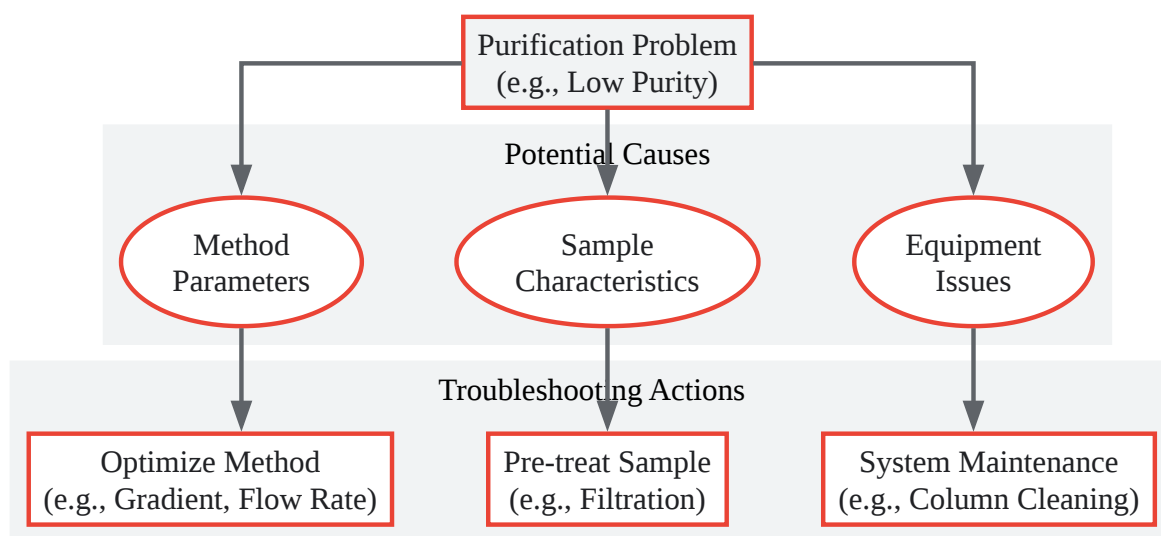 Purification Problem
(e.g., Low Purity)
Potential Causes
Method
Parameters
Sample
Characteristics
Equipment
Issues
Troubleshooting Actions
Optimize Method
(e.g., Gradient, Flow Rate)
Pre-treat Sample
(e.g., Filtration)
System Maintenance
(e.g., Column Cleaning)